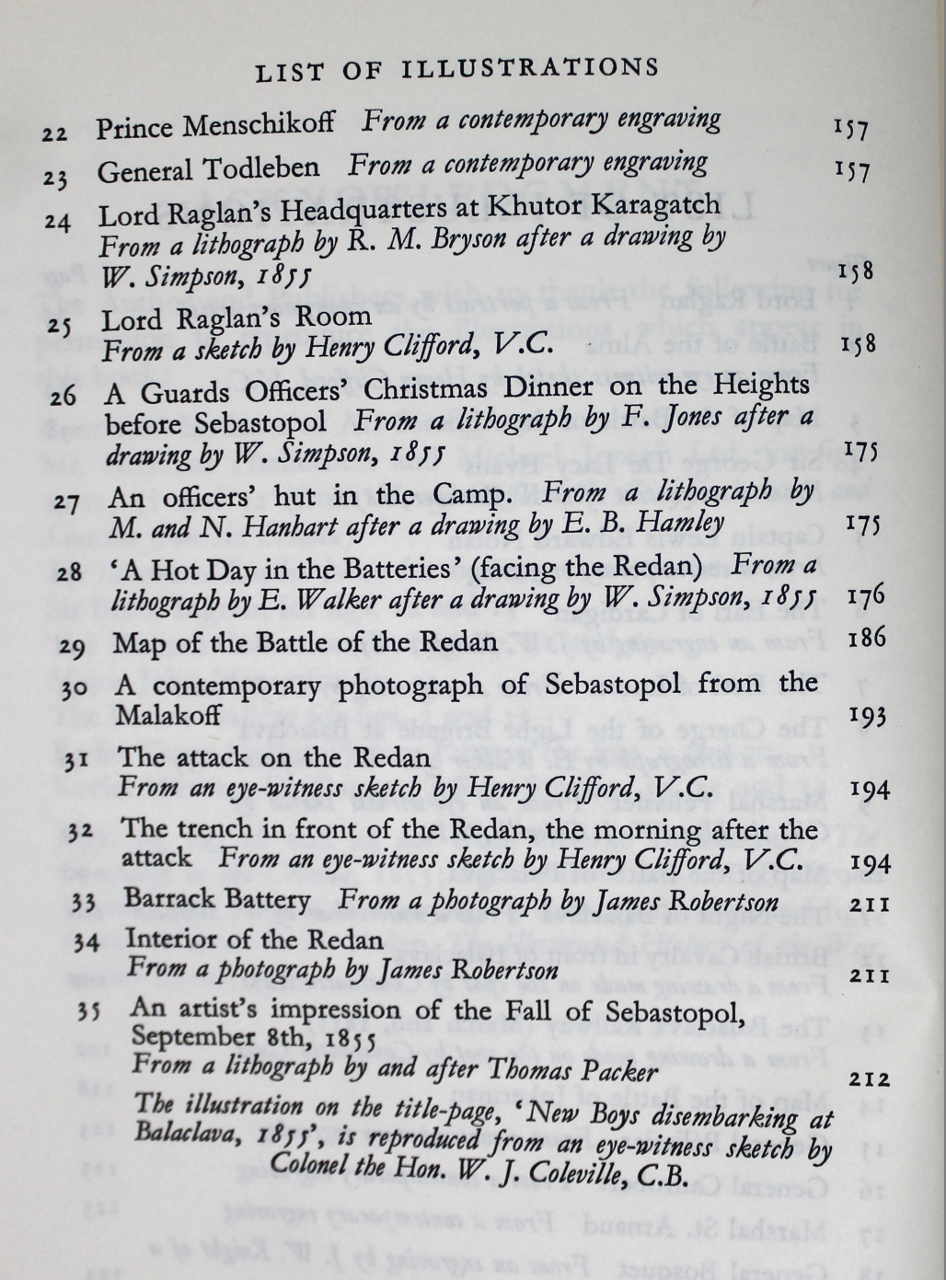 LIST OF ILLUSTRATIONS
22 Prince Menschikoff From a contemporary engraving 157
23 General Todleben From a contemporary engraving 157
24 Lord Raglan's Headquarters at Khutor Karagatch
From a lithograph by R. M. Bryson after a drawing by
W. Simpson, 1855 158
25 Lord Raglan's Room
From a sketch by Henry Clifford, V.C. 158
26 A Guards Officers' Christmas Dinner on the Heights
before Sebastopol From a lithograph by F. Jones after a
drawing by W. Simpson, 1855 175
27 An officers' hut in the Camp. From a lithograph by
M. and N. Hanhart after a drawing by E. B. Hamley 175
28 ‘A Hot Day in the Batteries’ (facing the Redan) From a
lithograph by E. Walker after a drawing by W. Simpson, 1855 176
29 Map of the Battle of the Redan 186
30 A contemporary photograph of Sebastopol from the
Malakoff 193
31 The attack on the Redan
From an eye-witness sketch by Henry Clifford, V.C. 194
32 The trench in front of the Redan, the morning after the
attack From an eye-witness sketch by Henry Clifford, V.C. 194
33 Barrack Battery From a photograph by James Robertson 211
34 Interior of the Redan
From a photograph by James Robertson 211
35 An artist's impression of the Fall of Sebastopol,
September 8th, 1855
From a lithograph by and after Thomas Packer 212
The illustration on the title-page, ‘New Boys disembarking at
Balaclava, 1855’, is reproduced from an eye-witness sketch by
Colonel the Hon. W. J. Coleville, C.B.